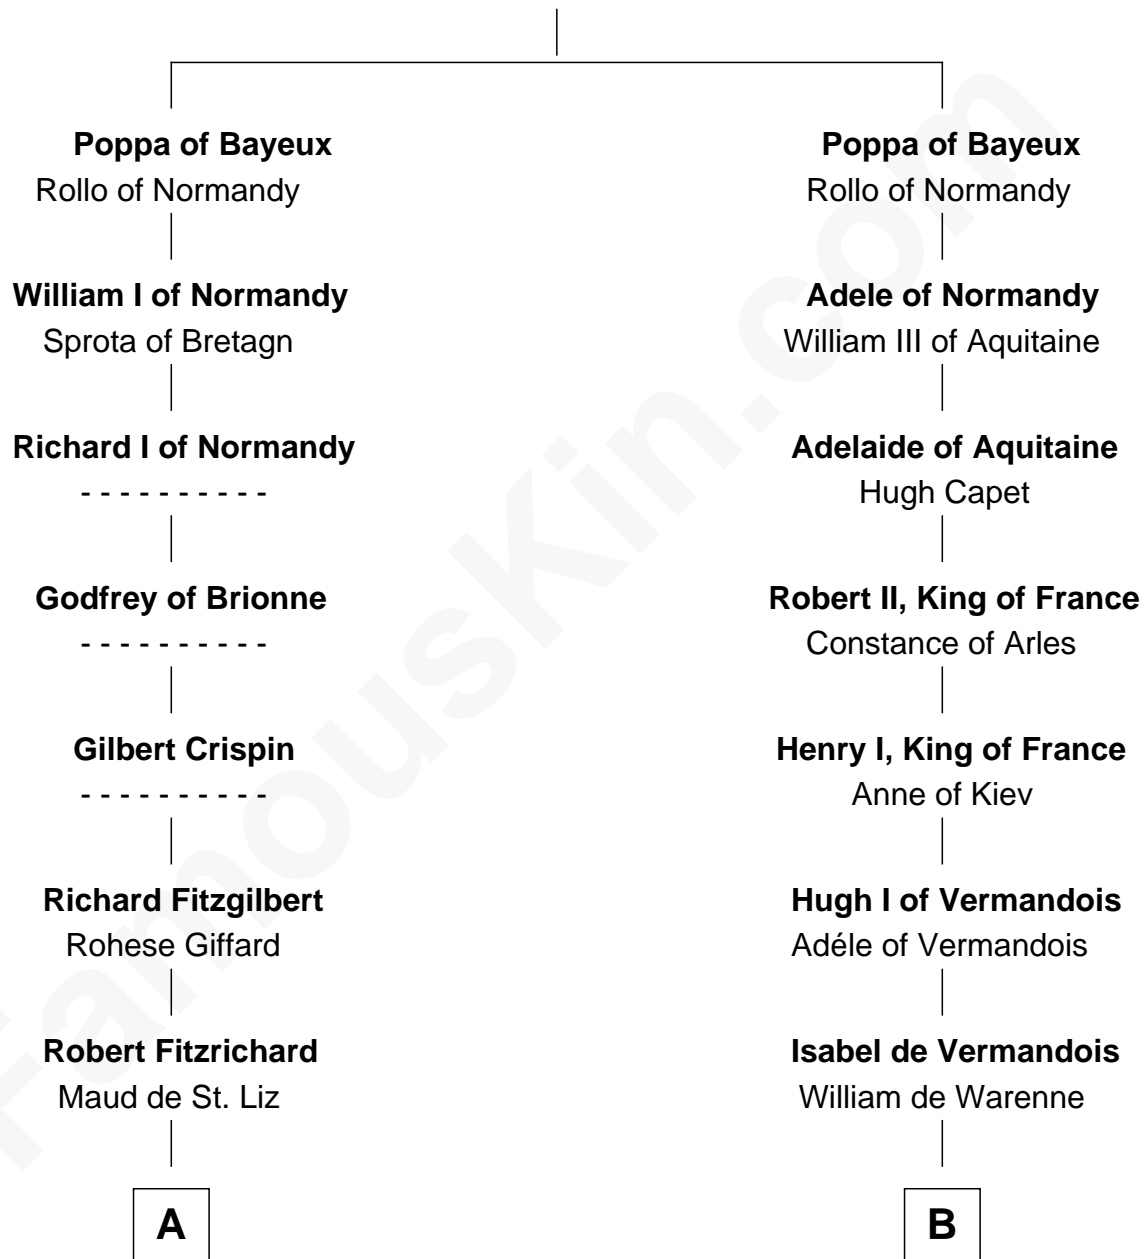 Poppa of Bayeux
Rollo of Normandy
William I of Normandy
Sprota of Bretagn
Richard I of Normandy
- - - - - - - - - -
Godfrey of Brionne
- - - - - - - - - -
Gilbert Crispin
- - - - - - - - - -
Richard Fitzgilbert
Rohese Giffard
Robert Fitzrichard
Maud de St. Liz
A
Poppa of Bayeux
Rollo of Normandy
Adele of Normandy
William III of Aquitaine
Adelaide of Aquitaine
Hugh Capet
Robert II, King of France
Constance of Arles
Henry I, King of France
Anne of Kiev
Hugh I of Vermandois
Adéle of Vermandois
Isabel de Vermandois
William de Warenne
B
FamousKin.com